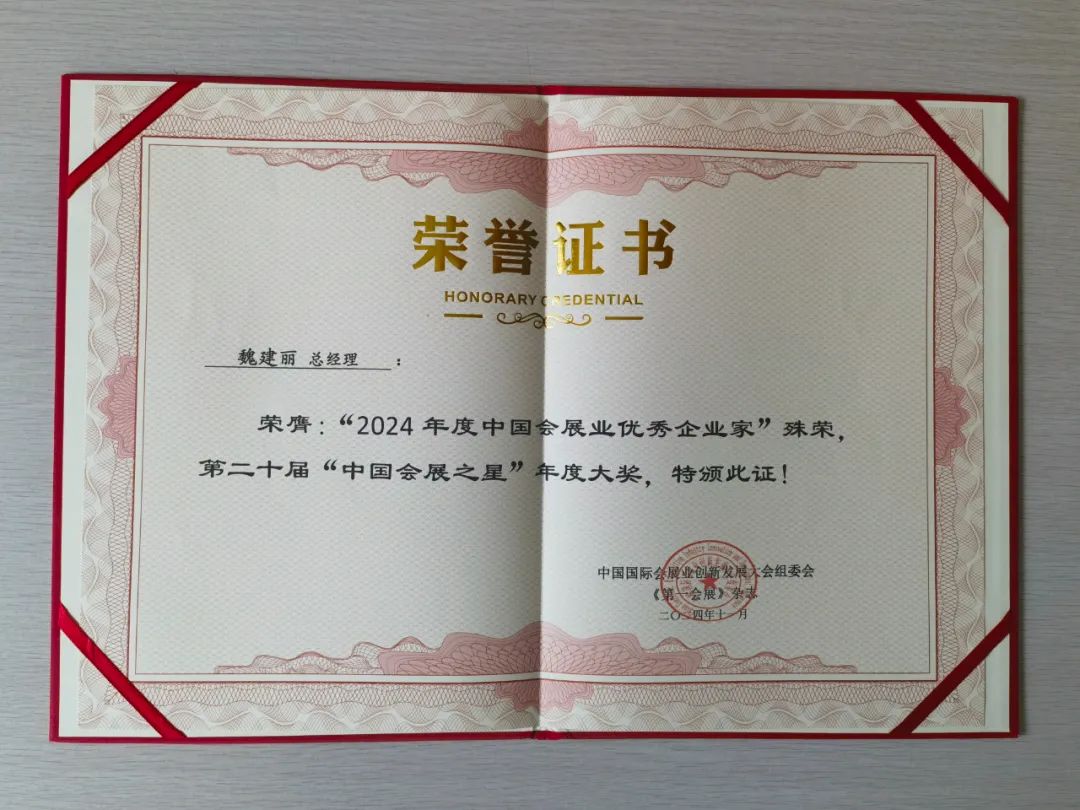 荣誉证书
HONORARY CREDENTIAL
魏建丽 总经理：
荣膺：“2024 年度中国会展业优秀企业家”殊荣，
第二十届“中国会展之星”年度大奖，特颁此证！
中国国际会展业创新发展大会组委会
《第一会展》杂志
二〇二四年十一月